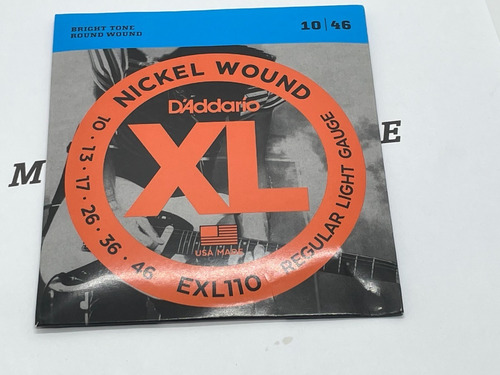 BRIGHT TONE
ROUND WOUND
10|46
NICKEL WOUND
D'Addario
XL
10 · 13 · 17 · 26 · 36 · 46
USA MADE
EXL110
REGULAR LIGHT GAUGE
M
E